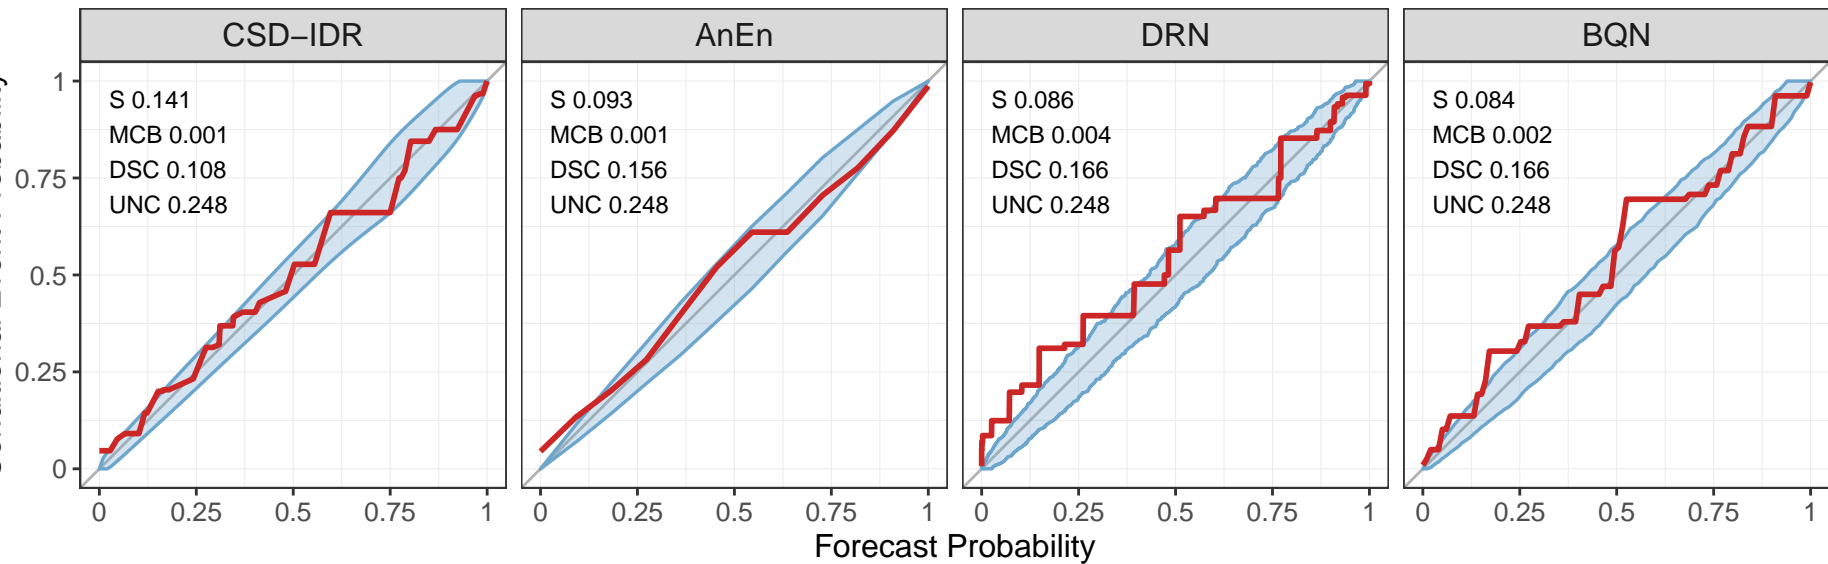 CSD–IDR
AnEn
DRN
BQN
S 0.141
MCB 0.001
DSC 0.108
UNC 0.248
S 0.093
MCB 0.001
DSC 0.156
UNC 0.248
S 0.086
MCB 0.004
DSC 0.166
UNC 0.248
S 0.084
MCB 0.002
DSC 0.166
UNC 0.248
1
0.75
0.5
0.25
0
0 0.25 0.5 0.75 1
0 0.25 0.5 0.75 1
0 0.25 0.5 0.75 1
0 0.25 0.5 0.75 1
Forecast Probability